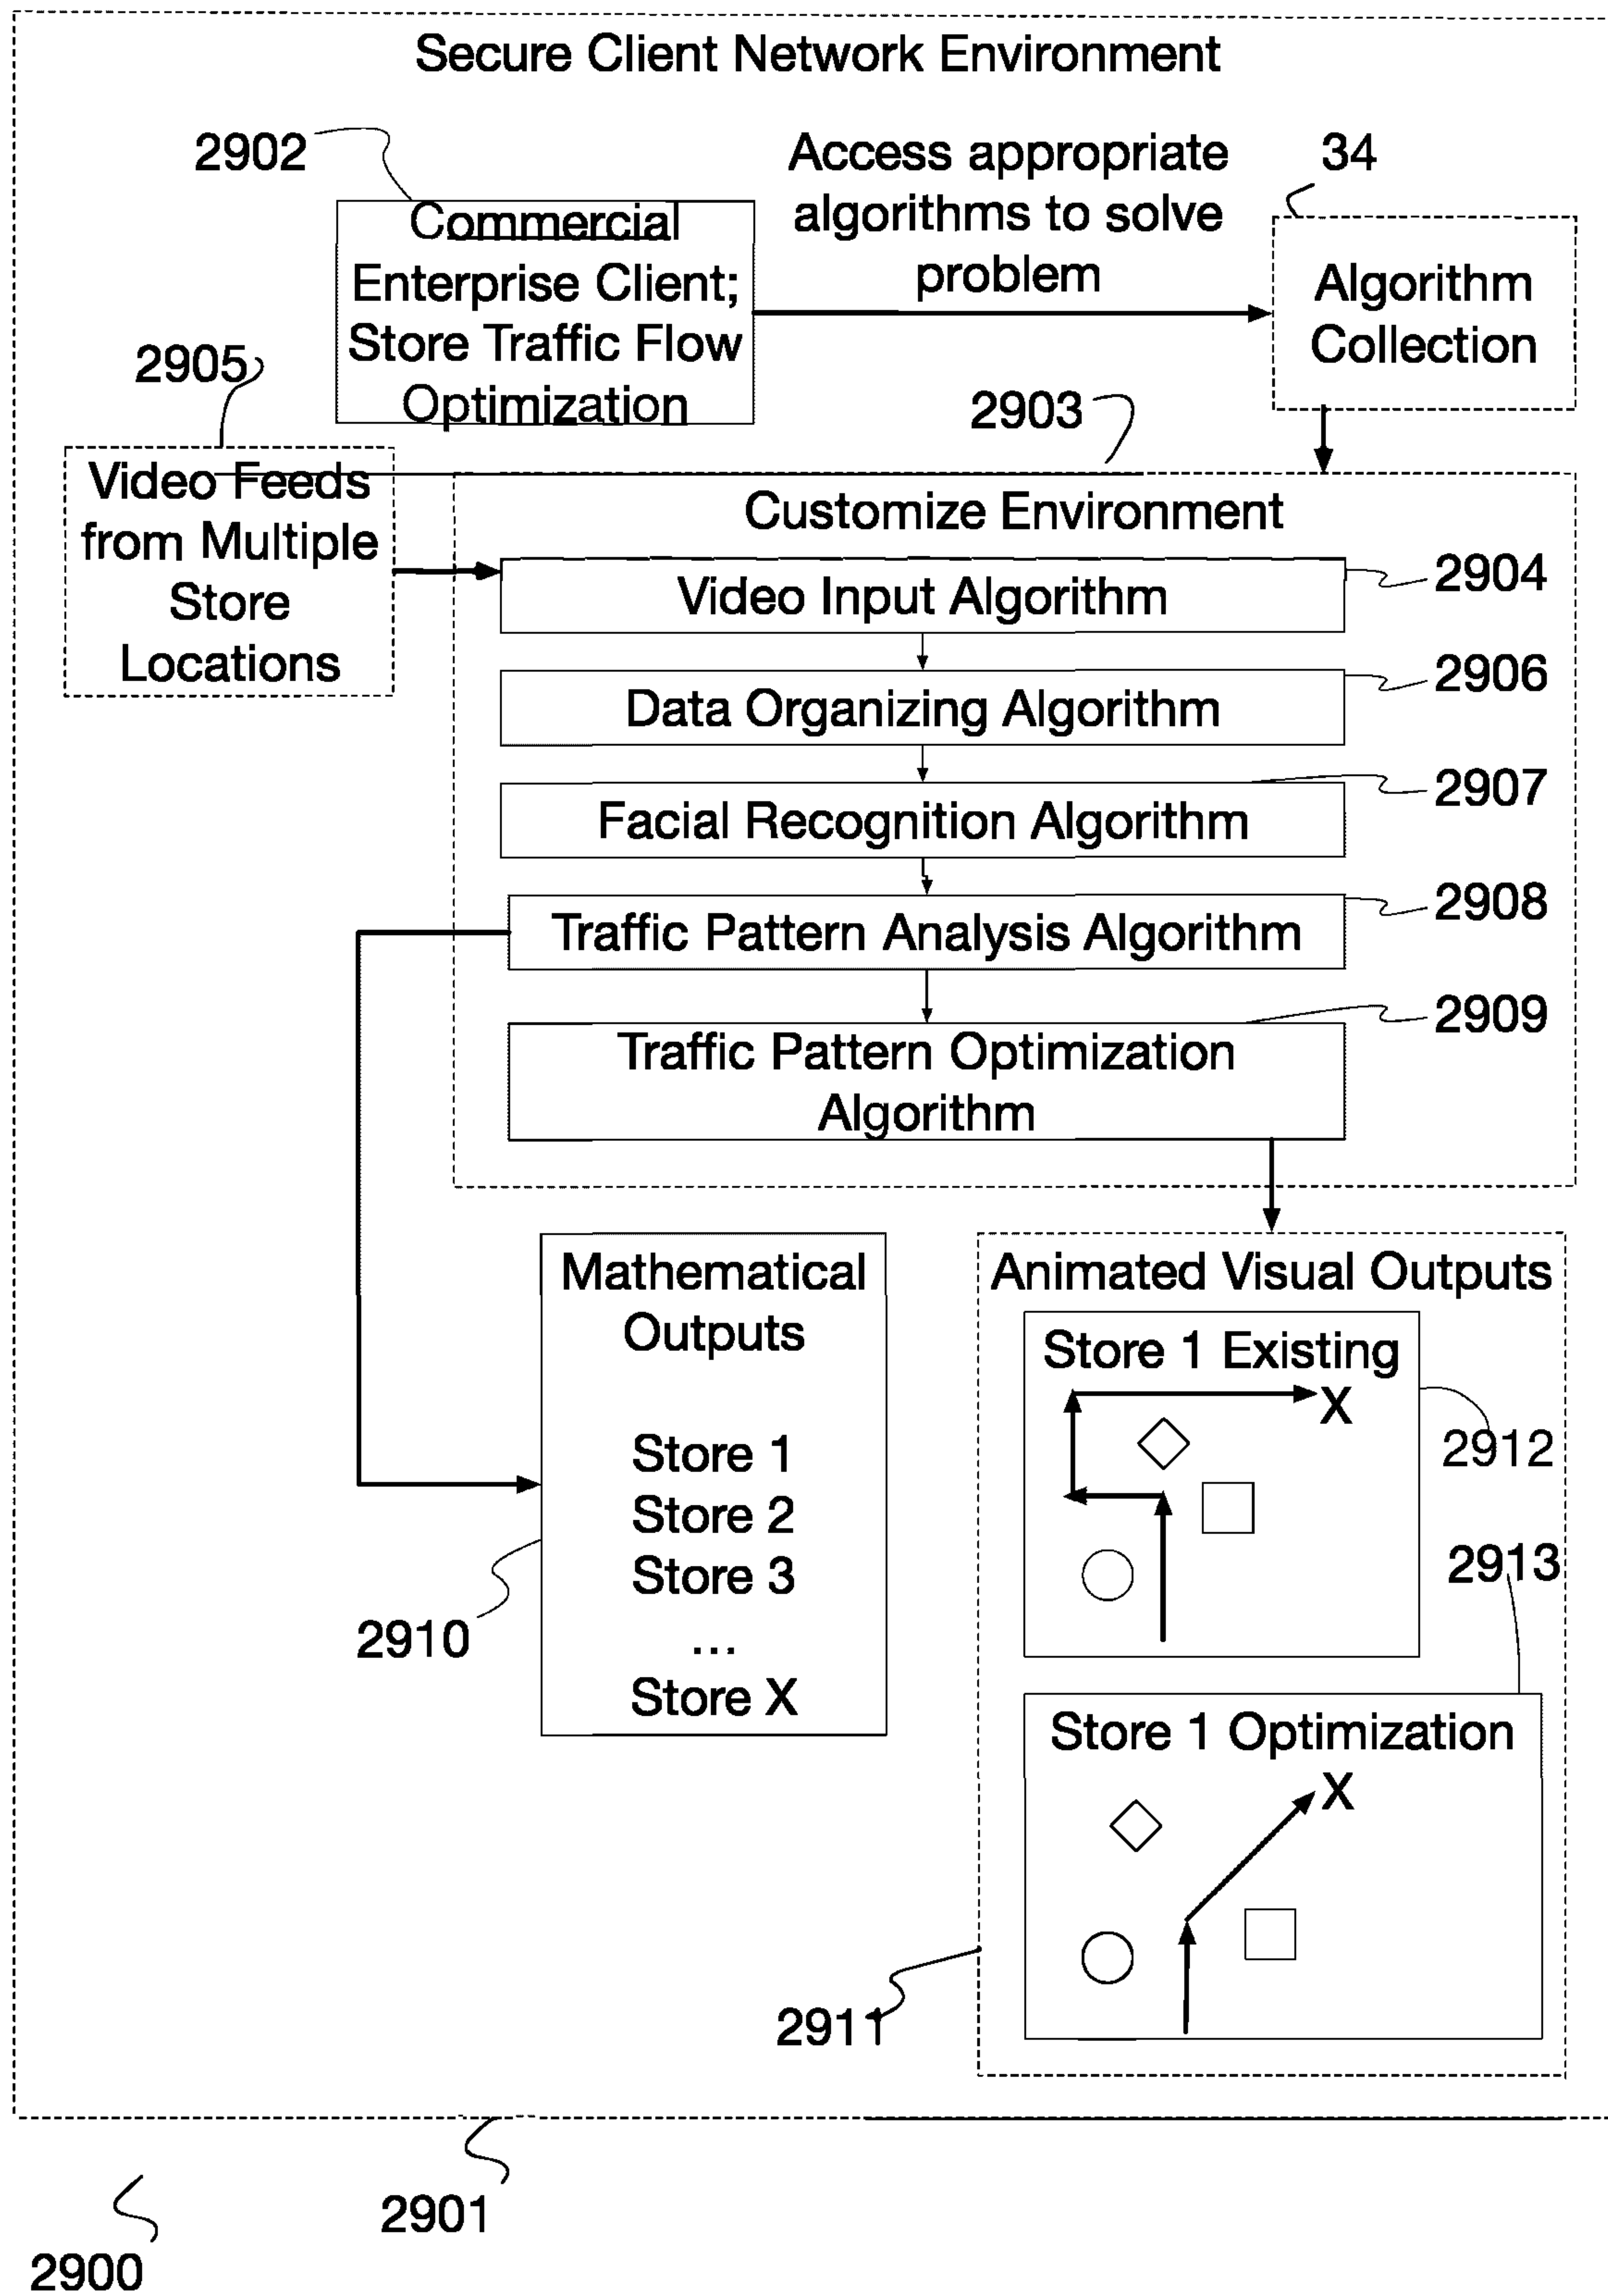 Secure Client Network Environment
2902
Access appropriate
algorithms to solve
problem
34
Commercial
Enterprise Client;
Store Traffic Flow
Optimization
Algorithm
Collection
2905
2903
Video Feeds
from Multiple
Store
Locations
Customize Environment
Video Input Algorithm
2904
Data Organizing Algorithm
2906
Facial Recognition Algorithm
2907
Traffic Pattern Analysis Algorithm
2908
Traffic Pattern Optimization
Algorithm
2909
Mathematical
Outputs
Store 1
Store 2
Store 3
...
Store X
2910
Animated Visual Outputs
Store 1 Existing
X
2912
2913
Store 1 Optimization
X
2911
2901
2900